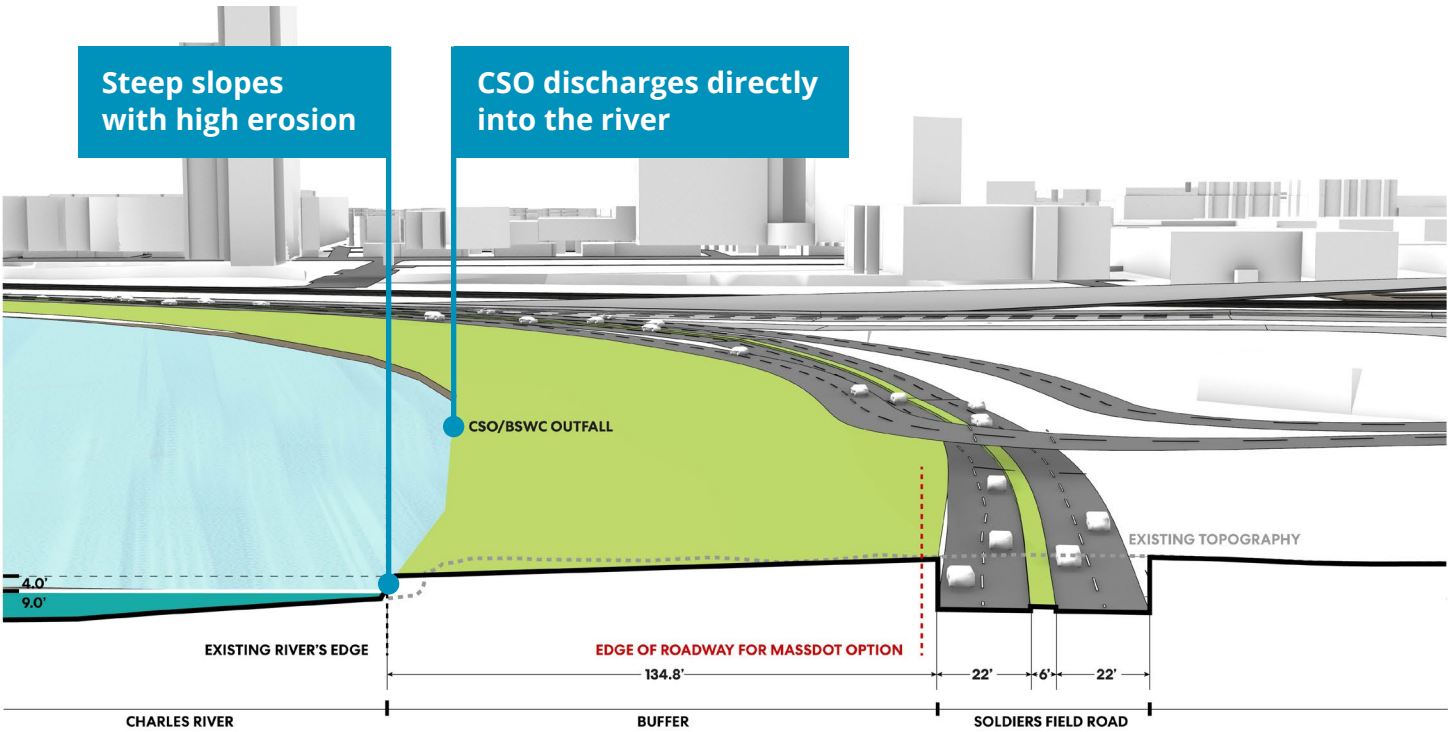 Steep slopes
with high erosion
CSO discharges directly
into the river
CSO/BSWC OUTFALL
EXISTING TOPOGRAPHY
4.0'
9.0'
EXISTING RIVER'S EDGE
EDGE OF ROADWAY FOR MASSDOT OPTION
134.8'
22'
6'
22'
CHARLES RIVER
BUFFER
SOLDIERS FIELD ROAD